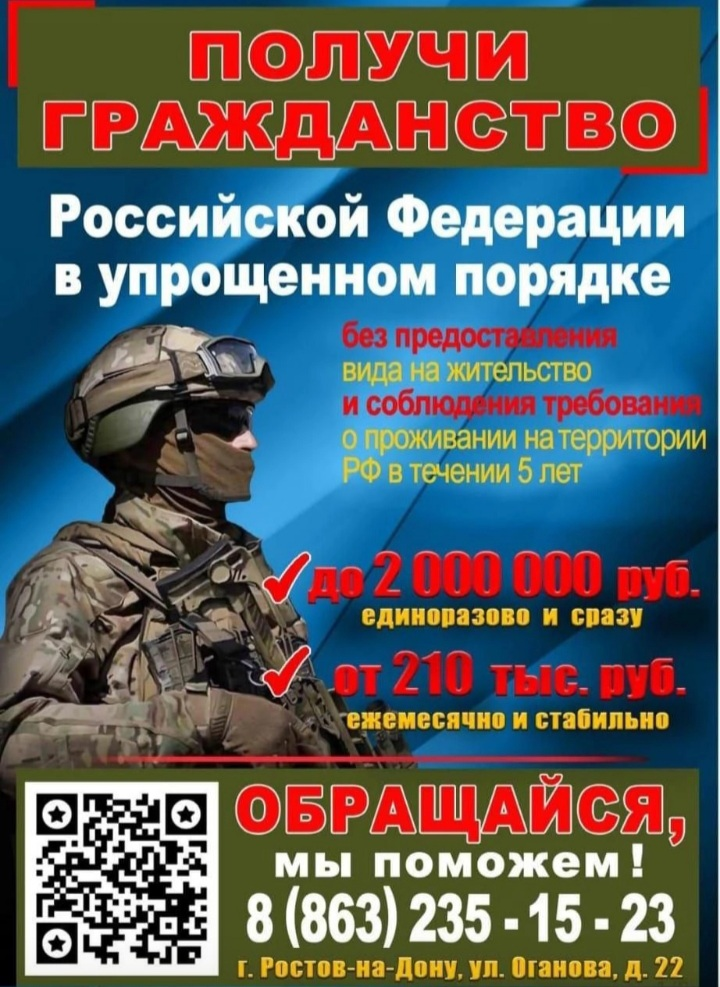 ПОЛУЧИ
ГРАЖДАНСТВО
Российской Федерации
в упрощенном порядке
без предоставления
вида на жительство
и соблюдения требования
о проживании на территории
РФ в течении 5 лет
до 2 000 000 руб.
единоразово и сразу
от 210 тыс. руб.
ежемесячно и стабильно
ОБРАЩАЙСЯ,
мы поможем!
8 (863) 235 - 15 - 23
г. Ростов-на-Дону, ул. Оганова, д. 22